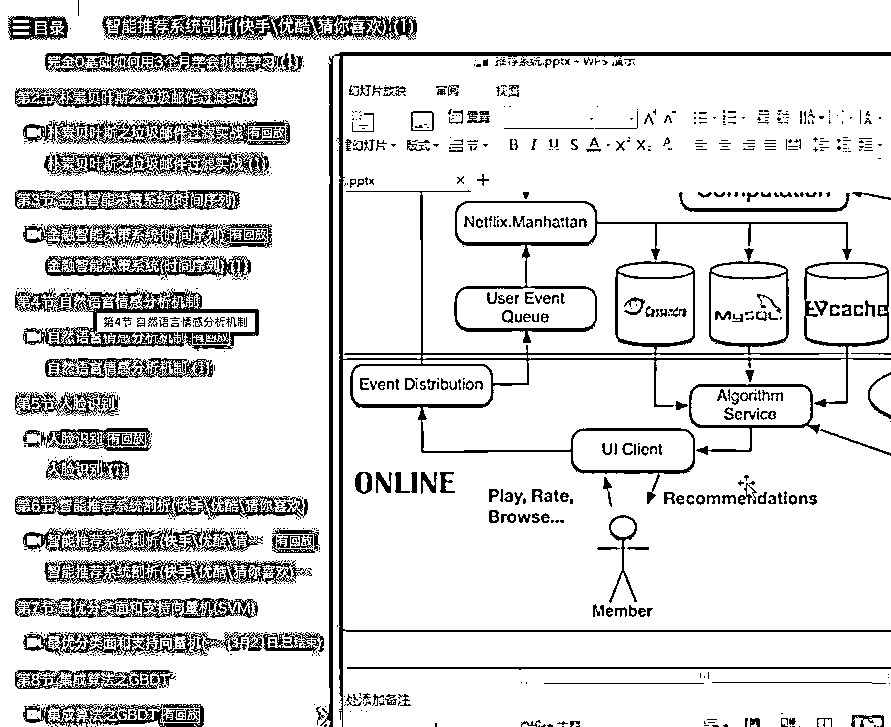 目录
智能推荐系统剖析(快手\优酷\猜你喜欢)(1)
完全0基础如何用3个月学会机器学习(1)
第2节 朴素贝叶斯之垃圾邮件过滤实战
朴素贝叶斯之垃圾邮件过滤实战 有回放
朴素贝叶斯之垃圾邮件过滤实战(1)
第3节 金融智能决策系统(时间序列)
金融智能决策系统(时间序列) 有回放
金融智能决策系统(时间序列)(1)
第4节 自然语言情感分析机制
第4节 自然语言情感分析机制
自然语言情感分析机制 有回放
自然语言情感分析机制(1)
第5节 人脸识别
人脸识别 有回放
人脸识别(1)
第6节 智能推荐系统剖析(快手\优酷\猜你喜欢)
智能推荐系统剖析(快手\优酷\猜… 有回放
智能推荐系统剖析(快手\优酷\猜你喜欢)…
第7节 最优分类面和支持向量机(SVM)
最优分类面和支持向量机(…
第8节 集成算法之GBDT
集成算法之GBDT 有回放
推荐系统.pptx - WPS 演示
幻灯片放映 审阅 视图
重置
幻灯片 版式 节 B I U S A X² X₂
.pptx × +
Computation
Netflix.Manhattan
User Event
Queue
Cassandra
MySQL
EVcache
Event Distribution
Algorithm
Service
UI Client
ONLINE
Play, Rate,
Browse...
Recommendations
Member
处添加备注